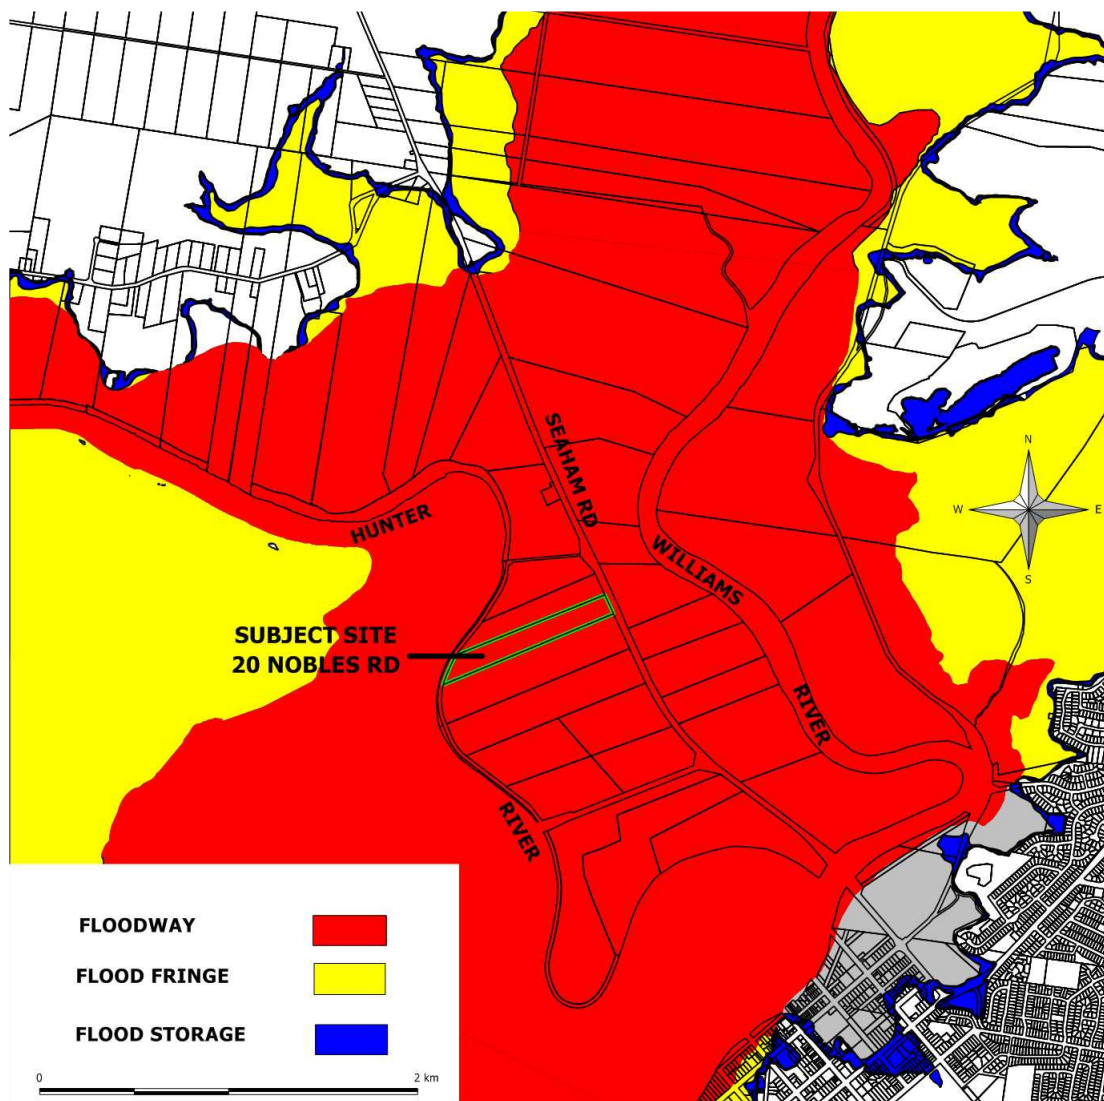 N
W
E
S
SEAHAM RD
HUNTER
WILLIAMS
SUBJECT SITE
20 NOBLES RD
RIVER
RIVER
FLOODWAY
FLOOD FRINGE
FLOOD STORAGE
0
2 km